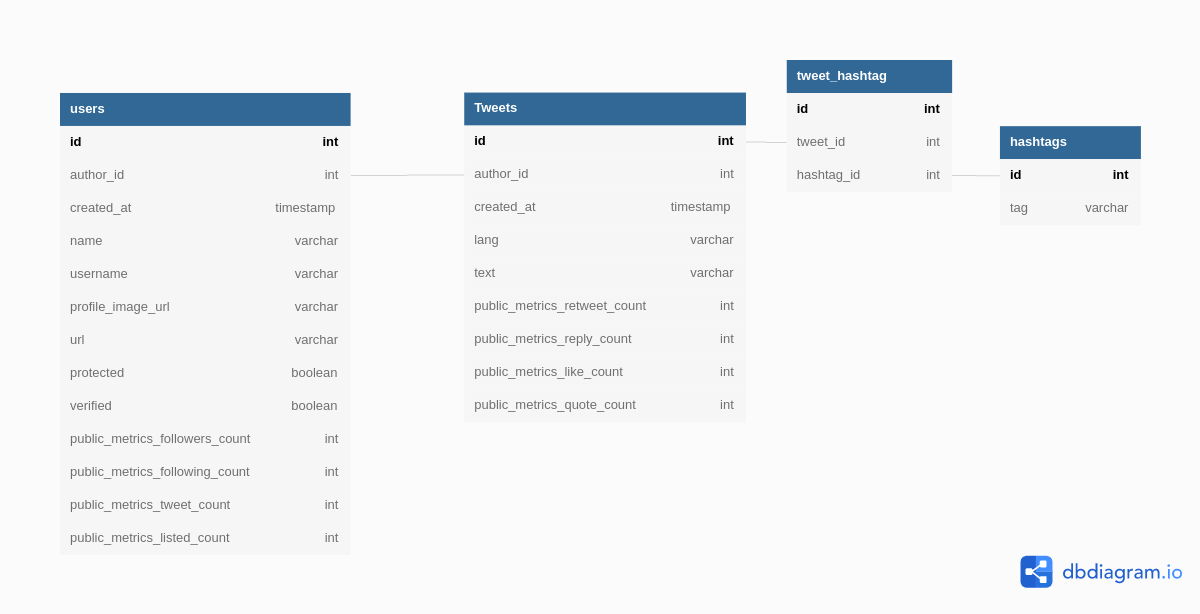 users
id int
author_id int
created_at timestamp
name varchar
username varchar
profile_image_url varchar
url varchar
protected boolean
verified boolean
public_metrics_followers_count int
public_metrics_following_count int
public_metrics_tweet_count int
public_metrics_listed_count int
Tweets
id int
author_id int
created_at timestamp
lang varchar
text varchar
public_metrics_retweet_count int
public_metrics_reply_count int
public_metrics_like_count int
public_metrics_quote_count int
tweet_hashtag
id int
tweet_id int
hashtag_id int
hashtags
id int
tag varchar
dbdiagram.io